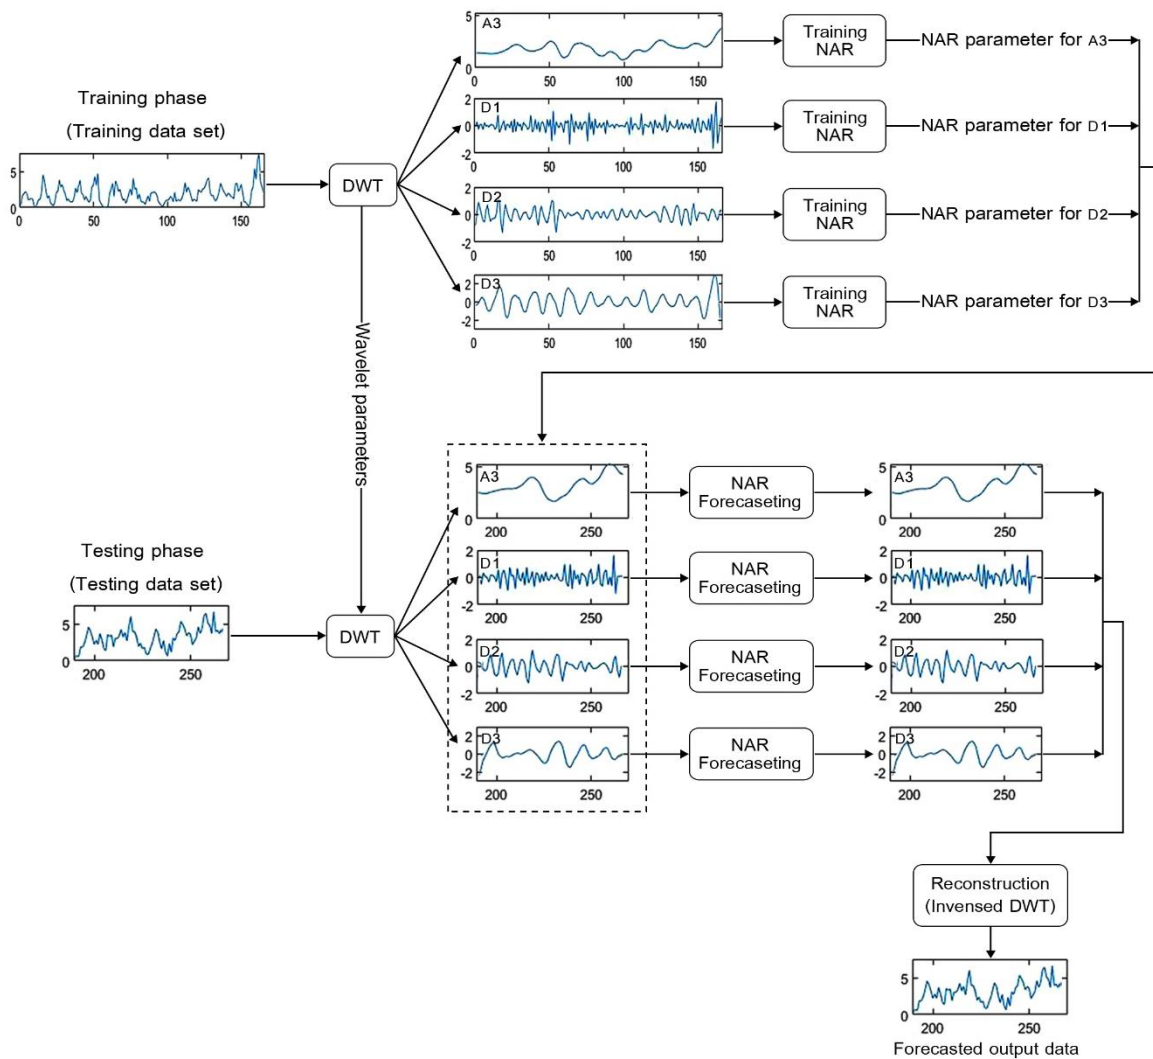 Training phase
(Training data set)
5
0
0 50 100 150
DWT
A3
5
0
0 50 100 150
Training
NAR
NAR parameter for A3
D1
2
0
-2
0 50 100 150
Training
NAR
NAR parameter for D1
D2
2
0
-2
0 50 100 150
Training
NAR
NAR parameter for D2
D3
2
0
-2
0 50 100 150
Training
NAR
NAR parameter for D3
Wavelet parameters
Testing phase
(Testing data set)
5
0
200 250
DWT
A3
5
0
200 250
NAR
Forecaseting
A3
5
0
200 250
D1
2
0
-2
200 250
NAR
Forecaseting
D1
2
0
-2
200 250
D2
2
0
-2
200 250
NAR
Forecaseting
D2
2
0
-2
200 250
D3
2
0
-2
200 250
NAR
Forecaseting
D3
2
0
-2
200 250
Reconstruction
(Invensed DWT)
5
0
200 250
Forecasted output data